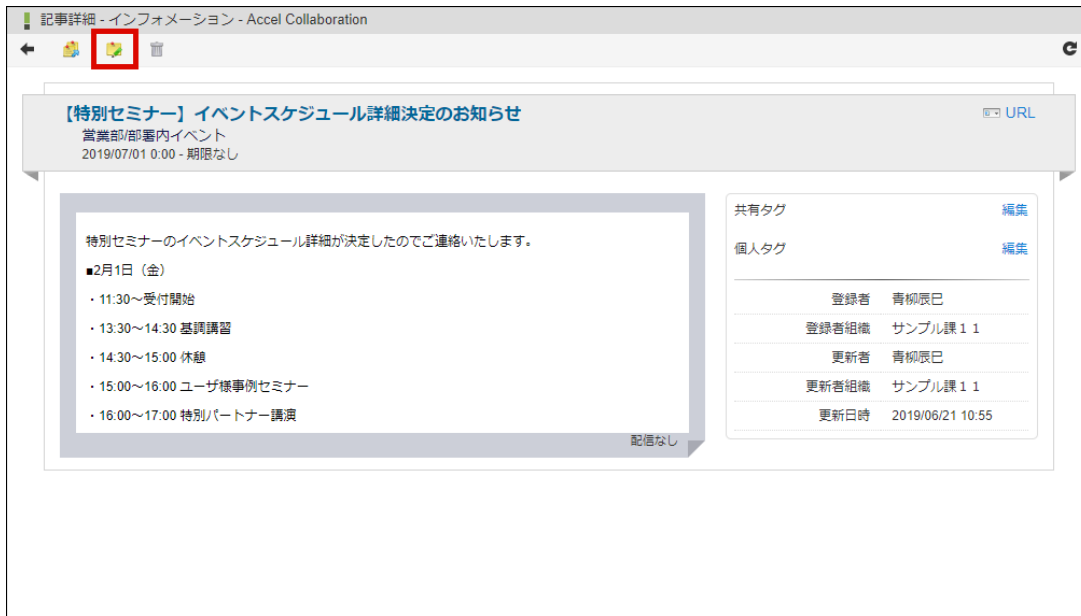 記事詳細 - インフォメーション - Accel Collaboration
【特別セミナー】イベントスケジュール詳細決定のお知らせ
URL
営業部/部署内イベント
2019/07/01 0:00 - 期限なし
特別セミナーのイベントスケジュール詳細が決定したのでご連絡いたします。
■2月1日（金）
・11:30～受付開始
・13:30～14:30 基調講習
・14:30～15:00 休憩
・15:00～16:00 ユーザ様事例セミナー
・16:00～17:00 特別パートナー講演
配信なし
共有タグ 編集
個人タグ 編集
登録者 青柳辰巳
登録者組織 サンプル課１１
更新者 青柳辰巳
更新者組織 サンプル課１１
更新日時 2019/06/21 10:55